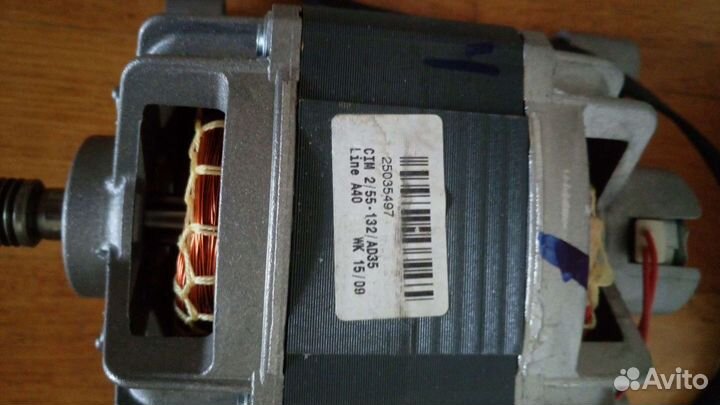 25035497
CIM 2/55-132/AD35
Line A40 WK 15/09
Avito